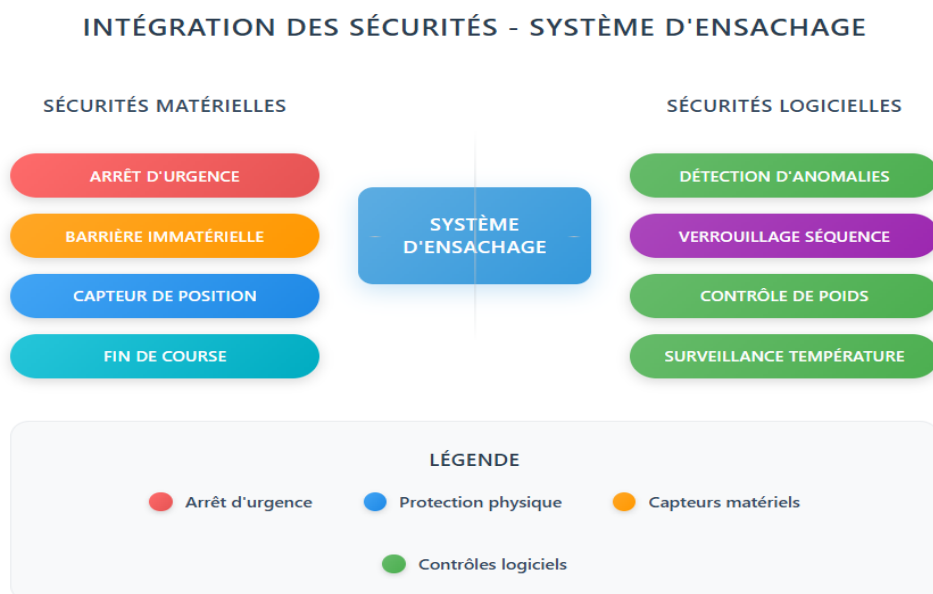 INTÉGRATION DES SÉCURITÉS - SYSTÈME D'ENSACHAGE
SÉCURITÉS MATÉRIELLES
ARRÊT D'URGENCE
BARRIÈRE IMMATÉRIELLE
CAPTEUR DE POSITION
FIN DE COURSE
SYSTÈME
D'ENSACHAGE
SÉCURITÉS LOGICIELLES
DÉTECTION D'ANOMALIES
VERROUILLAGE SÉQUENCE
CONTRÔLE DE POIDS
SURVEILLANCE TEMPÉRATURE
LÉGENDE
Arrêt d'urgence
Protection physique
Capteurs matériels
Contrôles logiciels